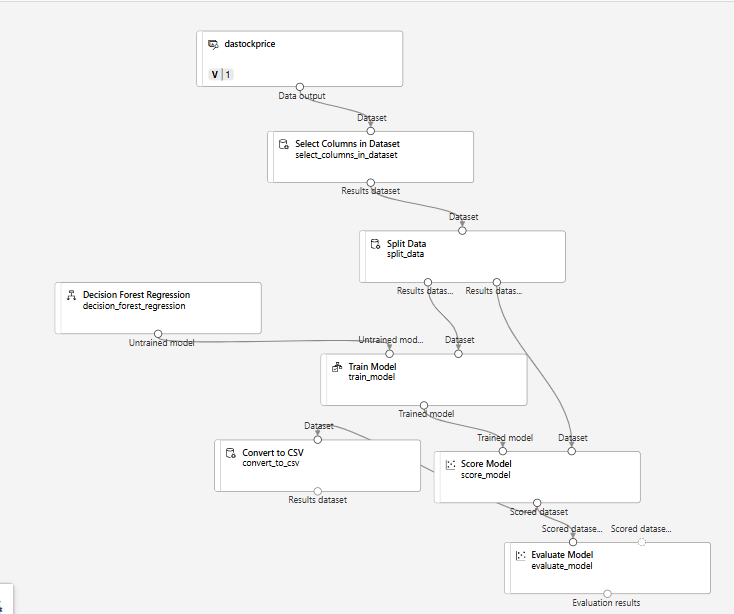 dastockprice
V 1
Data output
Dataset
Select Columns in Dataset
select_columns_in_dataset
Results dataset
Dataset
Split Data
split_data
Results datas...
Results datas...
Decision Forest Regression
decision_forest_regression
Untrained model
Untrained mod...
Dataset
Train Model
train_model
Trained model
Dataset
Trained model
Dataset
Convert to CSV
convert_to_csv
Results dataset
Score Model
score_model
Scored dataset
Scored datase...
Scored datase...
Evaluate Model
evaluate_model
Evaluation results